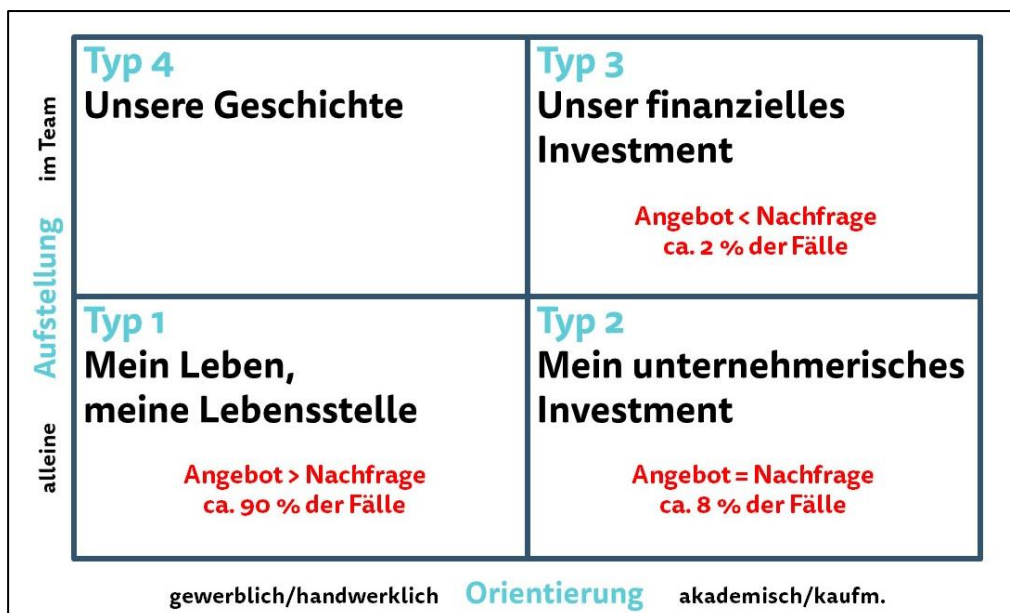 Typ 4
Unsere Geschichte
Typ 3
Unser finanzielles
Investment
Angebot < Nachfrage
ca. 2 % der Fälle
im Team
Aufstellung
alleine
Typ 1
Mein Leben,
meine Lebensstelle
Angebot > Nachfrage
ca. 90 % der Fälle
Typ 2
Mein unternehmerisches
Investment
Angebot = Nachfrage
ca. 8 % der Fälle
gewerblich/handwerklich Orientierung akademisch/kaufm.